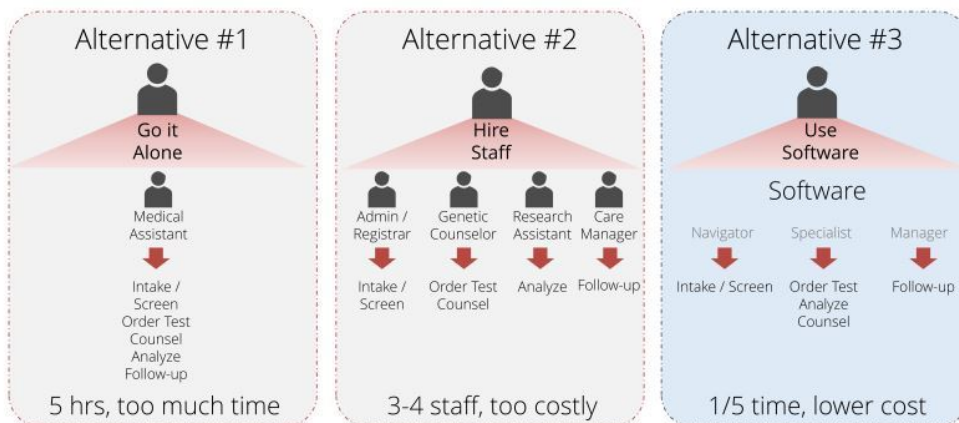 Alternative #1
Go it
Alone
Medical
Assistant
Intake /
Screen
Order Test
Counsel
Analyze
Follow-up
5 hrs, too much time
Alternative #2
Hire
Staff
Admin /
Registrar
Intake /
Screen
Genetic
Counselor
Order Test
Counsel
Research
Assistant
Analyze
Care
Manager
Follow-up
3-4 staff, too costly
Alternative #3
Use
Software
Software
Navigator
Intake / Screen
Specialist
Order Test
Analyze
Counsel
Manager
Follow-up
1/5 time, lower cost